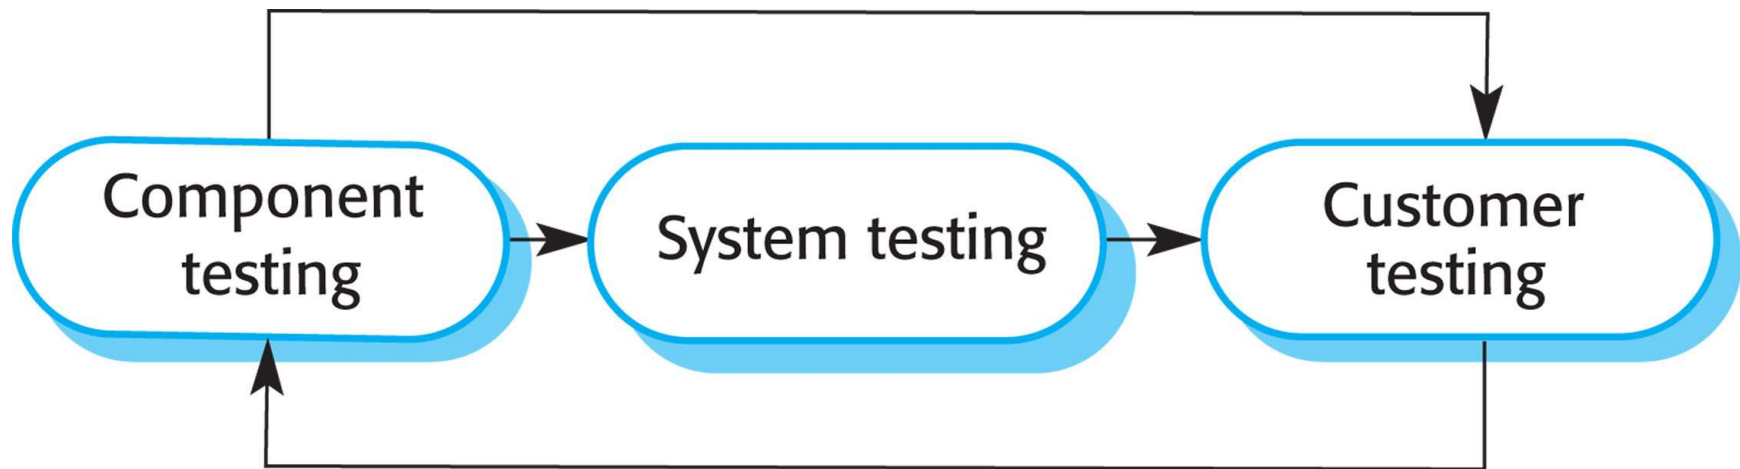 Component
testing
System testing
Customer
testing